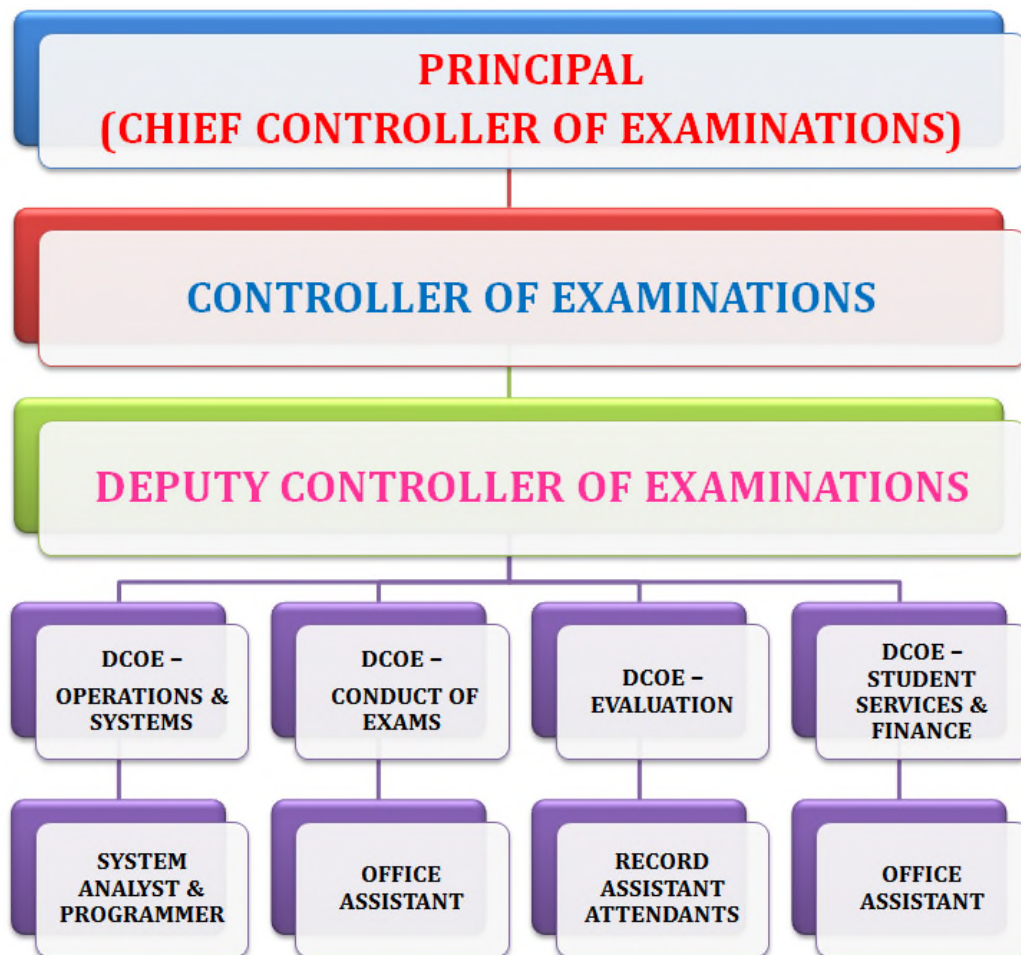 PRINCIPAL
(CHIEF CONTROLLER OF EXAMINATIONS)
CONTROLLER OF EXAMINATIONS
DEPUTY CONTROLLER OF EXAMINATIONS
DCOE –
OPERATIONS &
SYSTEMS
DCOE –
CONDUCT OF
EXAMS
DCOE –
EVALUATION
DCOE –
STUDENT
SERVICES &
FINANCE
SYSTEM
ANALYST &
PROGRAMMER
OFFICE
ASSISTANT
RECORD
ASSISTANT
ATTENDANTS
OFFICE
ASSISTANT